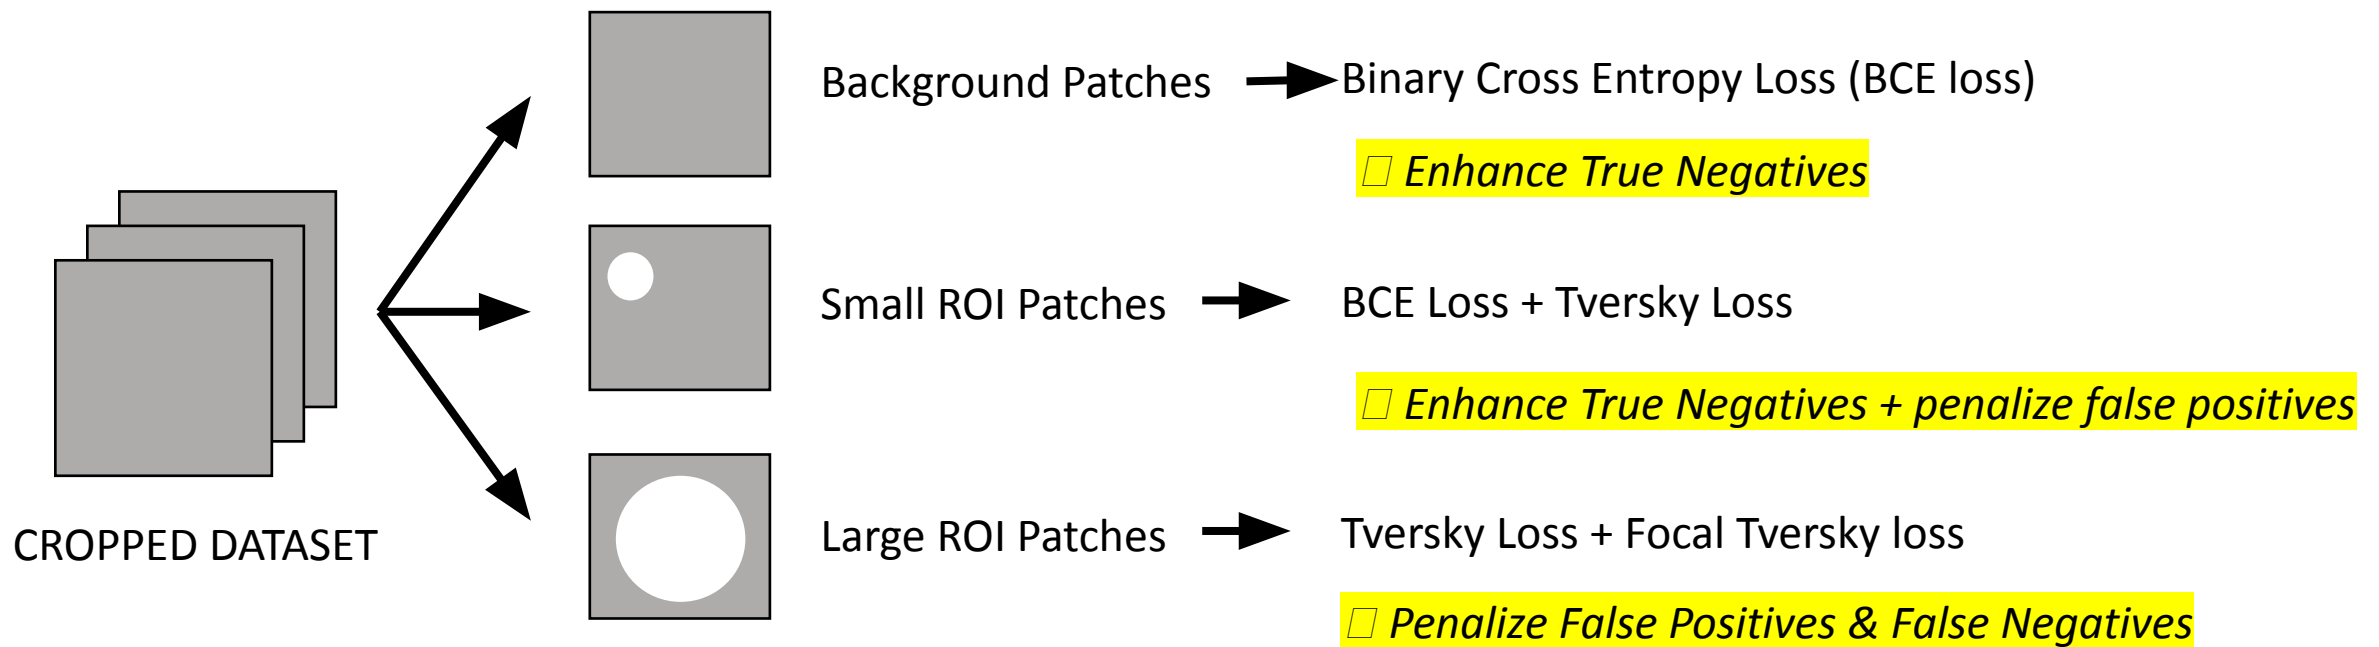 Background Patches
Binary Cross Entropy Loss (BCE loss)
□ Enhance True Negatives
Small ROI Patches
BCE Loss + Tversky Loss
□ Enhance True Negatives + penalize false positives
CROPPED DATASET
Large ROI Patches
Tversky Loss + Focal Tversky loss
□ Penalize False Positives & False Negatives